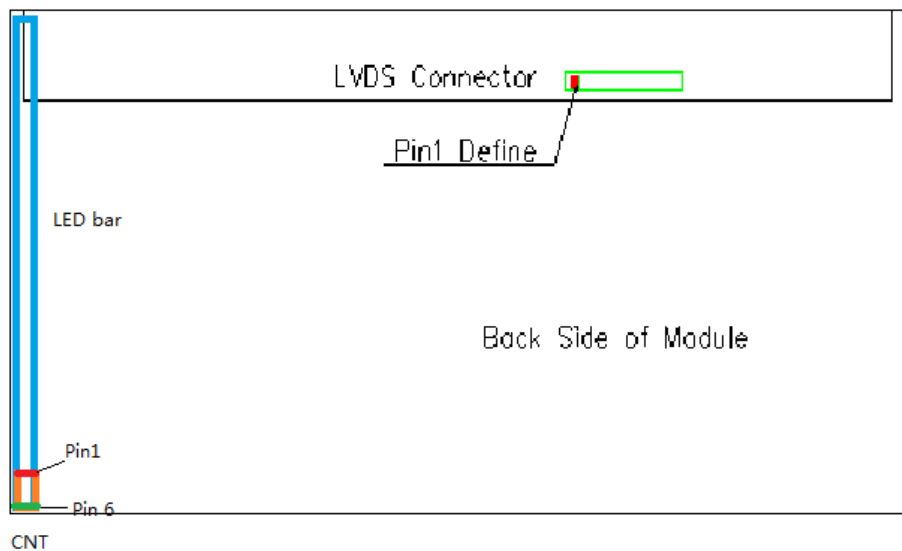 LVDS Connector
Pin1 Define
LED bar
Back Side of Module
Pin1
Pin 6
CNT